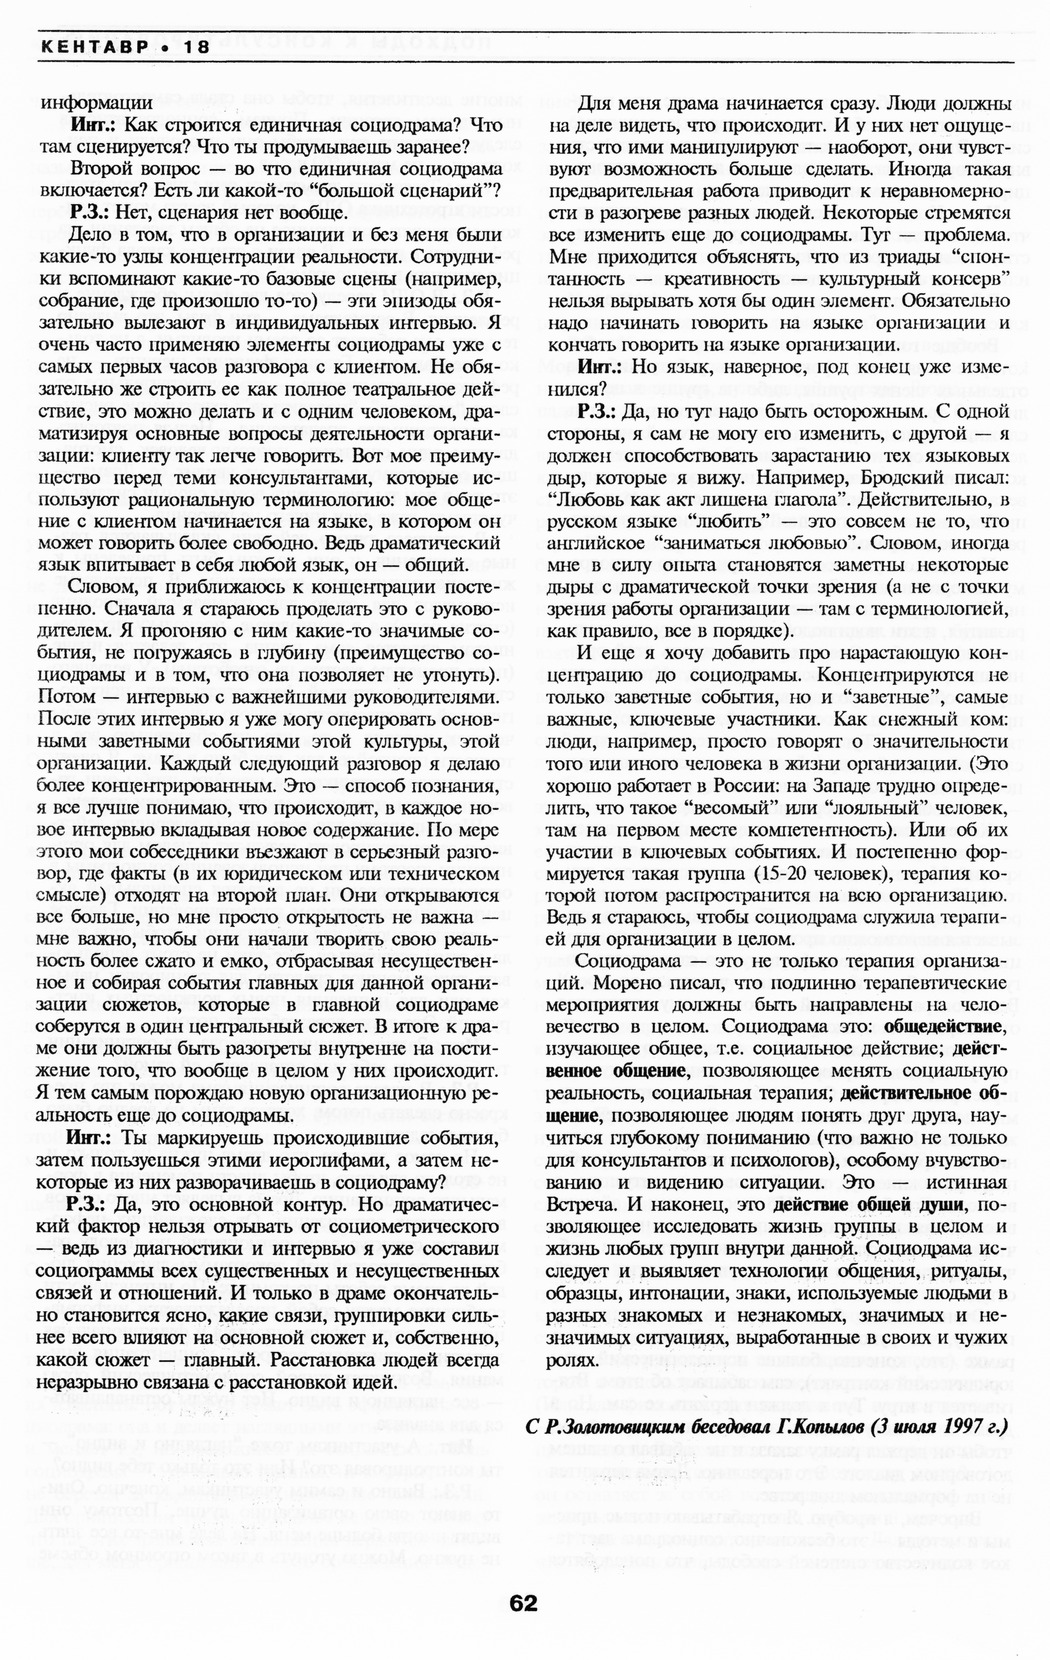 КЕНТАВР • 18
информации
Инт.: Как строится единичная социодрама? Что
там сценируется? Что ты продумываешь заранее?
Второй вопрос — во что единичная социодрама
включается? Есть ли какой-то “большой сценарий”?
Р.З.: Нет, сценария нет вообще.
Дело в том, что в организации и без меня были
какие-то узлы концентрации реальности. Сотрудни-
ки вспоминают какие-то базовые сцены (например,
собрание, где произошло то-то) — эти эпизоды обя-
зательно вылезают в индивидуальных интервью. Я
очень часто применяю элементы социодрамы уже с
самых первых часов разговора с клиентом. Не обя-
зательно же строить ее как полное театральное дей-
ствие, это можно делать и с одним человеком, дра-
матизируя основные вопросы деятельности органи-
зации: клиенту так легче говорить. Вот мое преиму-
щество перед теми консультантами, которые ис-
пользуют рациональную терминологию: мое обще-
ние с клиентом начинается на языке, в котором он
может говорить более свободно. Ведь драматический
язык впитывает в себя любой язык, он — общий.
Словом, я приближаюсь к концентрации посте-
пенно. Сначала я стараюсь проделать это с руково-
дителем. Я прогоняю с ним какие-то значимые со-
бытия, не погружаясь в глубину (преимущество со-
циодрамы и в том, что она позволяет не утонуть).
Потом — интервью с важнейшими руководителями.
После этих интервью я уже могу оперировать основ-
ными заветными событиями этой культуры, этой
организации. Каждый следующий разговор я делаю
более концентрированным. Это — способ познания,
я все лучше понимаю, что происходит, в каждое но-
вое интервью вкладывая новое содержание. По мере
этого мои собеседники въезжают в серьезный разго-
вор, где факты (в их юридическом или техническом
смысле) отходят на второй план. Они открываются
все больше, но мне просто открытость не важна —
мне важно, чтобы они начали творить свою реаль-
ность более сжато и емко, отбрасывая несуществен-
ное и собирая события главных для данной органи-
зации сюжетов, которые в главной социодраме
соберутся в один центральный сюжет. В итоге к дра-
ме они должны быть разогреты внутренне на пости-
жение того, что вообще в целом у них происходит.
Я тем самым порождаю новую организационную ре-
альность еще до социодрамы.
Инт.: Ты маркируешь происходившие события,
затем пользуешься этими иероглифами, а затем не-
которые из них разворачиваешь в социодраму?
Р.З.: Да, это основной контур. Но драматичес-
кий фактор нельзя отрывать от социометрического
— ведь из диагностики и интервью я уже составил
социограммы всех существенных и несущественных
связей и отношений. И только в драме окончатель-
но становится ясно, какие связи, группировки силь-
нее всего влияют на основной сюжет и, собственно,
какой сюжет — главный. Расстановка людей всегда
неразрывно связана с расстановкой идей.
Для меня драма начинается сразу. Люди должны
на деле видеть, что происходит. И у них нет ощуще-
ния, что ими манипулируют — наоборот, они чувст-
вуют возможность больше сделать. Иногда такая
предварительная работа приводит к неравномерно-
сти в разогреве разных людей. Некоторые стремятся
все изменить еще до социодрамы. Тут — проблема.
Мне приходится объяснять, что из триады “спон-
танность — креативность — культурный консерв”
нельзя вырывать хотя бы один элемент. Обязательно
надо начинать говорить на языке организации и
кончать говорить на языке организации.
Инт.: Но язык, наверное, под конец уже изме-
нился?
Р.З.: Да, но тут надо быть осторожным. С одной
стороны, я сам не могу его изменить, с другой — я
должен способствовать зарастанию тех языковых
дыр, которые я вижу. Например, Бродский писал:
“Любовь как акт лишена глагола”. Действительно, в
русском языке “любить” — это совсем не то, что
английское “заниматься любовью”. Словом, иногда
мне в силу опыта становятся заметны некоторые
дыры с драматической точки зрения (а не с точки
зрения работы организации — там с терминологией,
как правило, все в порядке).
И еще я хочу добавить про нарастающую кон-
центрацию до социодрамы. Концентрируются не
только заветные события, но и “заветные”, самые
важные, ключевые участники. Как снежный ком:
люди, например, просто говорят о значительности
того или иного человека в жизни организации. (Это
хорошо работает в России: на Западе трудно опреде-
лить, что такое “весомый” или “лояльный” человек,
там на первом месте компетентность). Или об их
участии в ключевых событиях. И постепенно фор-
мируется такая группа (15-20 человек), терапия ко-
торой потом распространится на всю организацию.
Ведь я стараюсь, чтобы социодрама служила терапи-
ей для организации в целом.
Социодрама — это не только терапия организа-
ций. Морено писал, что подлинно терапевтические
мероприятия должны быть направлены на чело-
вечество в целом. Социодрама это: общедействие,
изучающее общее, т.е. социальное действие; дейст-
венное общение, позволяющее менять социальную
реальность, социальная терапия; действительное об-
щение, позволяющее людям понять друг друга, нау-
читься глубокому пониманию (что важно не только
для консультантов и психологов), особому вчувство-
ванию и видению ситуации. Это — истинная
Встреча. И наконец, это действие общей души, по-
зволяющее исследовать жизнь группы в целом и
жизнь любых групп внутри данной. Социодрама ис-
следует и выявляет технологии общения, ритуалы,
образцы, интонации, знаки, используемые людьми в
разных знакомых и незнакомых, значимых и не-
значимых ситуациях, выработанные в своих и чужих
ролях.
С Р.Золотовицким беседовал Г.Копылов (3 июля 1997 г.)
62